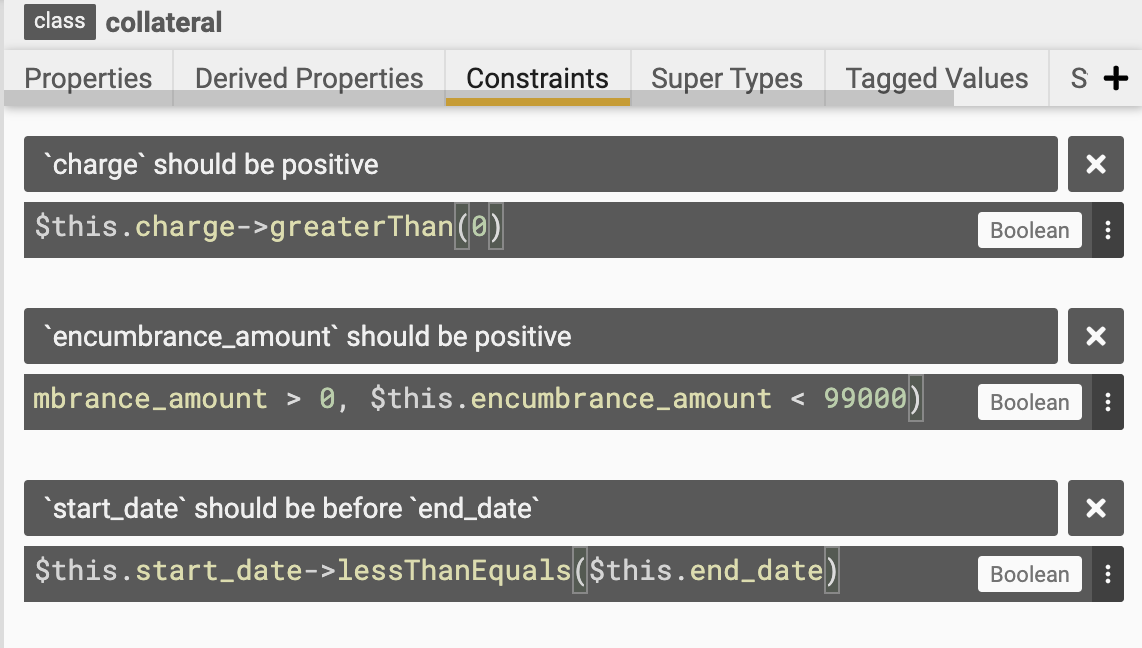 class collateral
Properties Derived Properties Constraints Super Types Tagged Values S +
`charge` should be positive ×
$this.charge->greaterThan(0) Boolean
`encumbrance_amount` should be positive ×
mbrance_amount > 0, $this.encumbrance_amount < 99000) Boolean
`start_date` should be before `end_date` ×
$this.start_date->lessThanEquals($this.end_date) Boolean